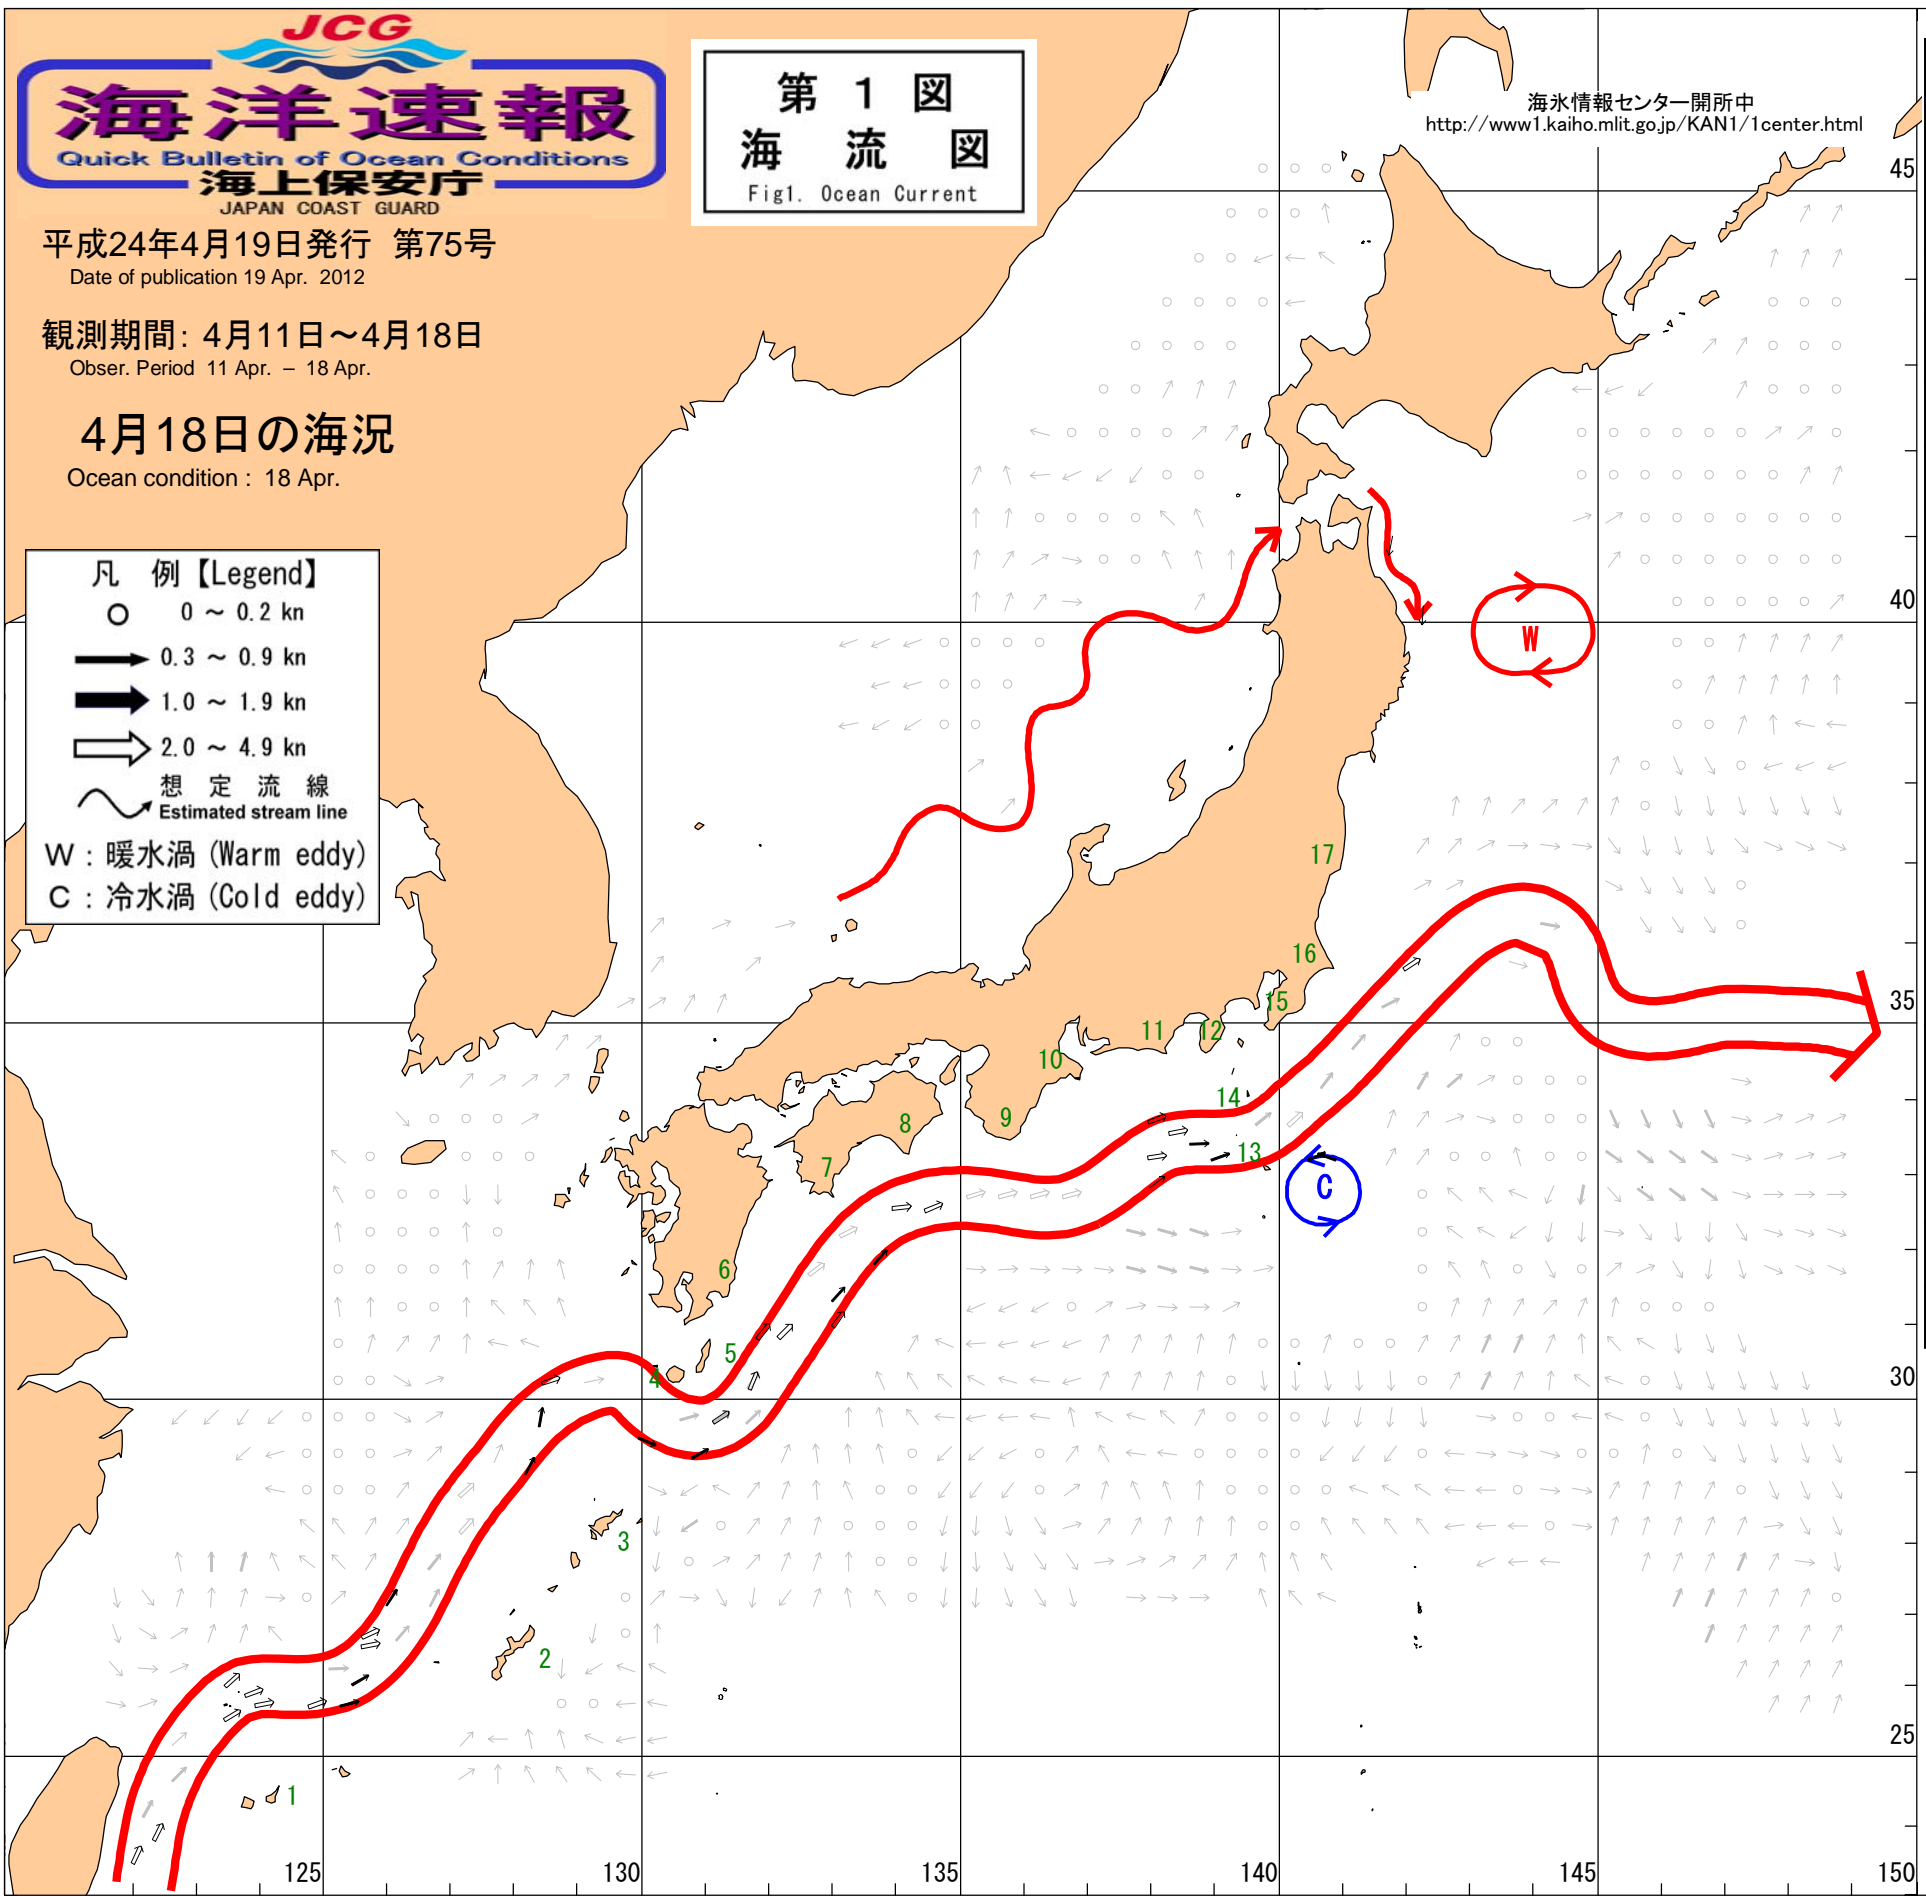 JCG
海洋速報
Quick Bulletin of Ocean Conditions
海上保安庁
JAPAN COAST GUARD
平成24年4月19日発行 第75号
Date of publication 19 Apr. 2012
観測期間: 4月11日～4月18日
Obser. Period 11 Apr. – 18 Apr.
4月18日の海況
Ocean condition : 18 Apr.
第 1 図
海 流 図
Fig1. Ocean Current
海氷情報センター開所中
http://www1.kaiho.mlit.go.jp/KAN1/1center.html
凡 例【Legend】
0 ～ 0.2 kn
0.3 ～ 0.9 kn
1.0 ～ 1.9 kn
2.0 ～ 4.9 kn
想 定 流 線
Estimated stream line
W : 暖水渦 (Warm eddy)
C : 冷水渦 (Cold eddy)
45
40
W
17
16
35
15
12
11
10
14
9
8
13
7
C
6
5
4
30
3
2
25
1
125
130
135
140
145
150